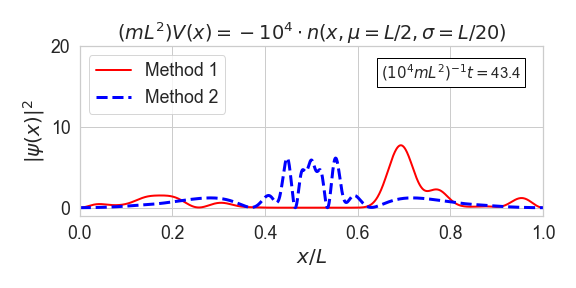 (mL²)V(x) = −10⁴ · n(x, μ = L/2, σ = L/20)
Method 1
Method 2
(10⁴mL²)⁻¹t = 43.4
|ψ(x)|²
20
10
0
0.0 0.2 0.4 0.6 0.8 1.0
x/L